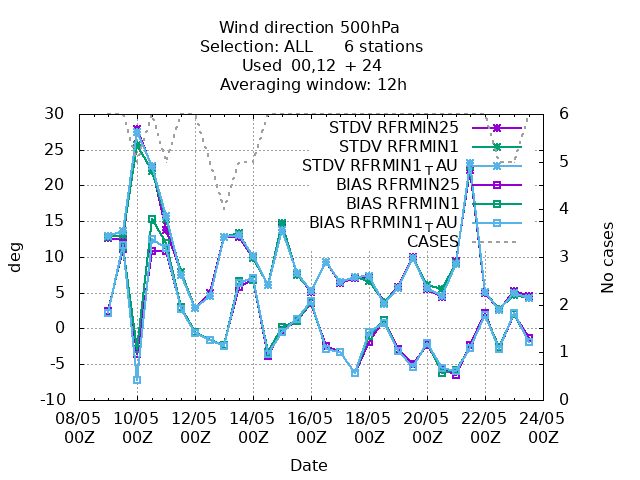 Wind direction 500hPa
Selection: ALL 6 stations
Used 00,12 + 24
Averaging window: 12h
30
25
20
15
10
5
0
-5
-10
deg
6
5
4
3
2
1
0
No cases
STDV RFRMIN25
STDV RFRMIN1
STDV RFRMIN1TAU
BIAS RFRMIN25
BIAS RFRMIN1
BIAS RFRMIN1TAU
CASES
08/05 10/05 12/05 14/05 16/05 18/05 20/05 22/05 24/05
00Z 00Z 00Z 00Z 00Z 00Z 00Z 00Z 00Z
Date